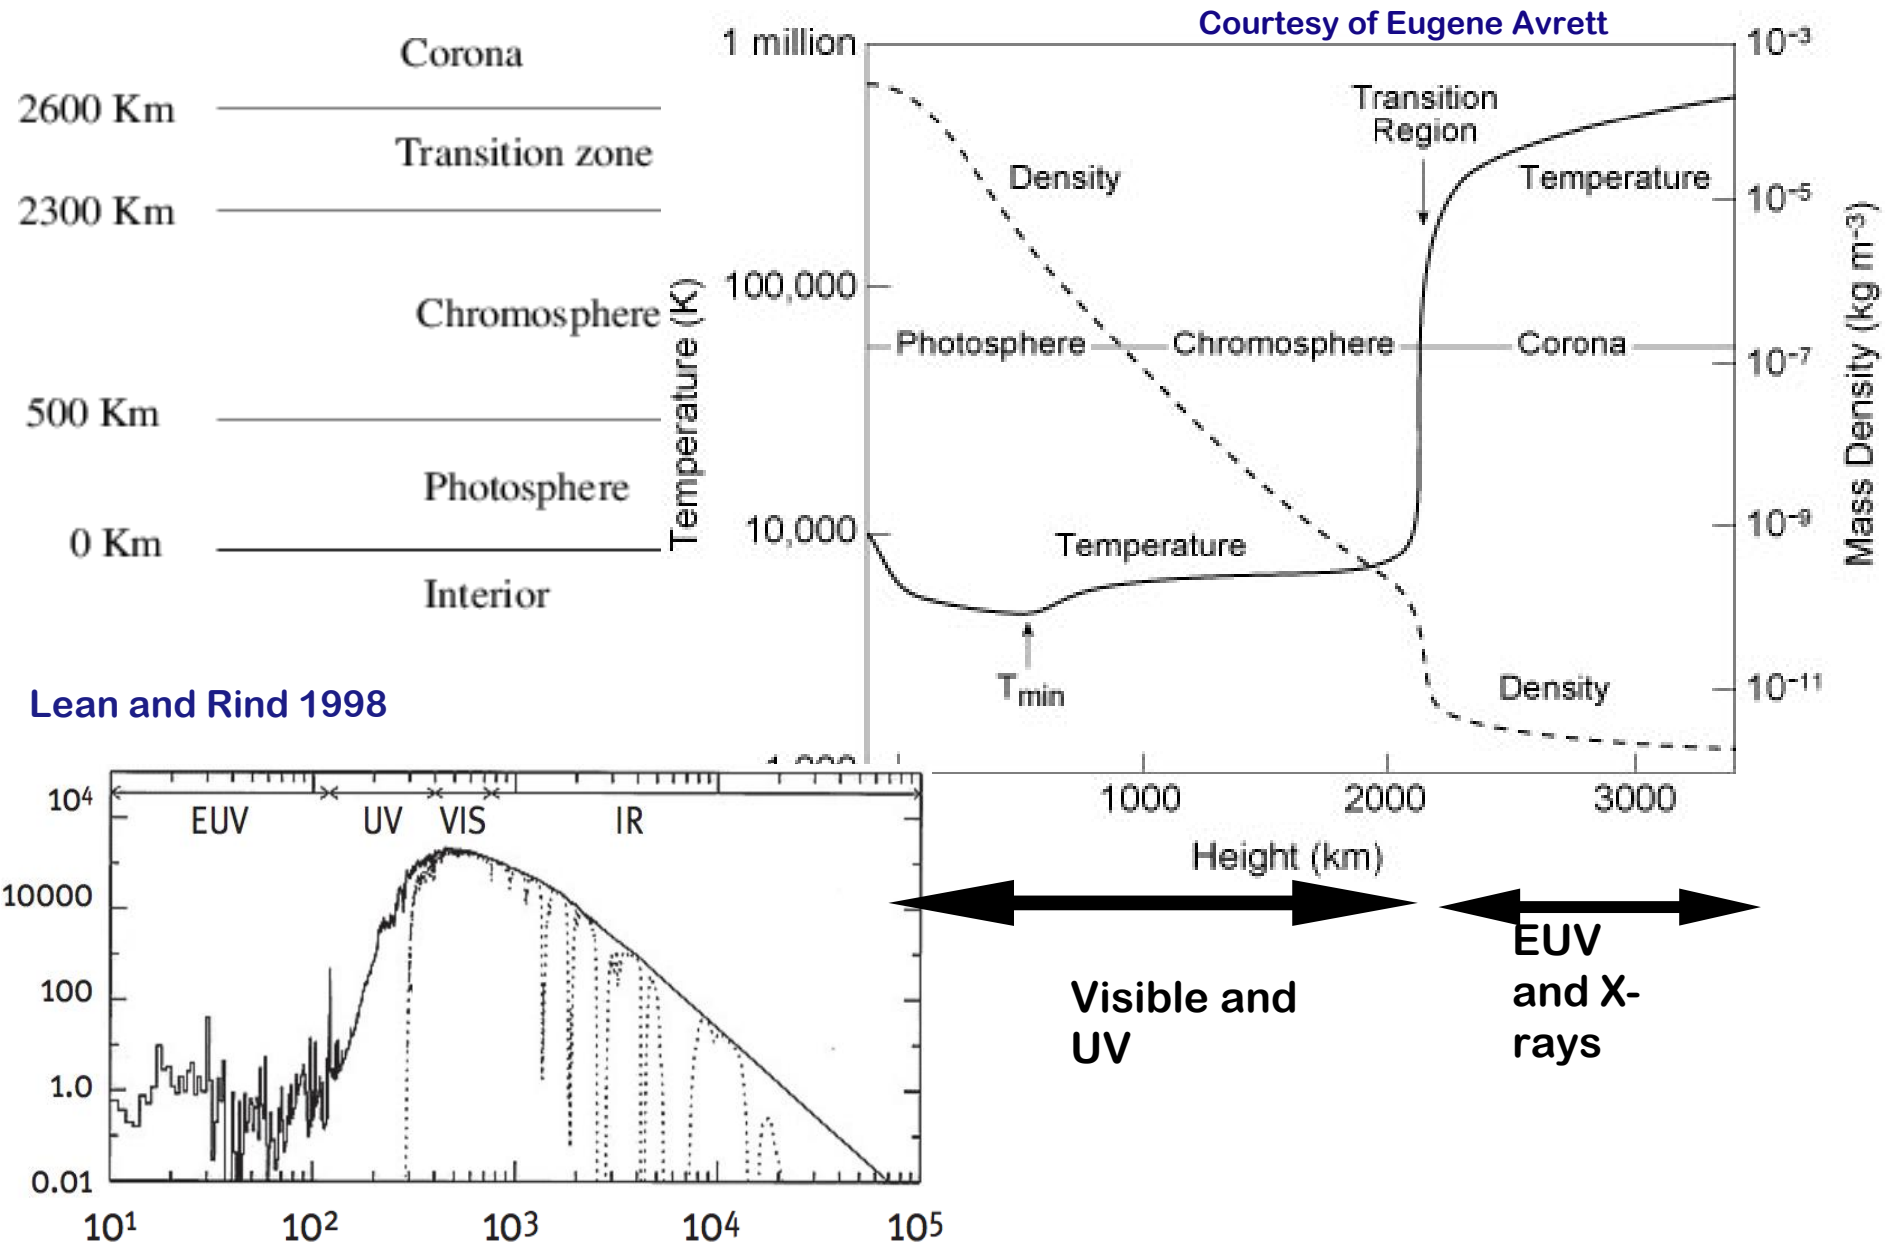 Corona
2600 Km
Transition zone
2300 Km
Chromosphere
500 Km
Photosphere
0 Km
Interior
Courtesy of Eugene Avrett
1 million
100,000
10,000
Temperature (K)
10⁻³
10⁻⁵
10⁻⁷
10⁻⁹
10⁻¹¹
Mass Density (kg m⁻³)
Transition
Region
Density
Temperature
Photosphere
Chromosphere
Corona
Temperature
Tmin
Density
1000
2000
3000
Height (km)
Visible and
UV
EUV
and X-
rays
Lean and Rind 1998
EUV
UV
VIS
IR
10⁴
10000
100
1.0
0.01
10¹
10²
10³
10⁴
10⁵